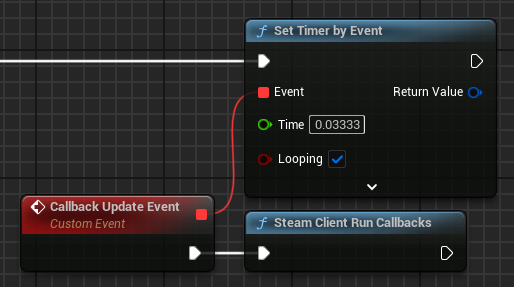 Set Timer by Event
Event
Return Value
Time 0.03333
Looping
Callback Update Event
Custom Event
Steam Client Run Callbacks